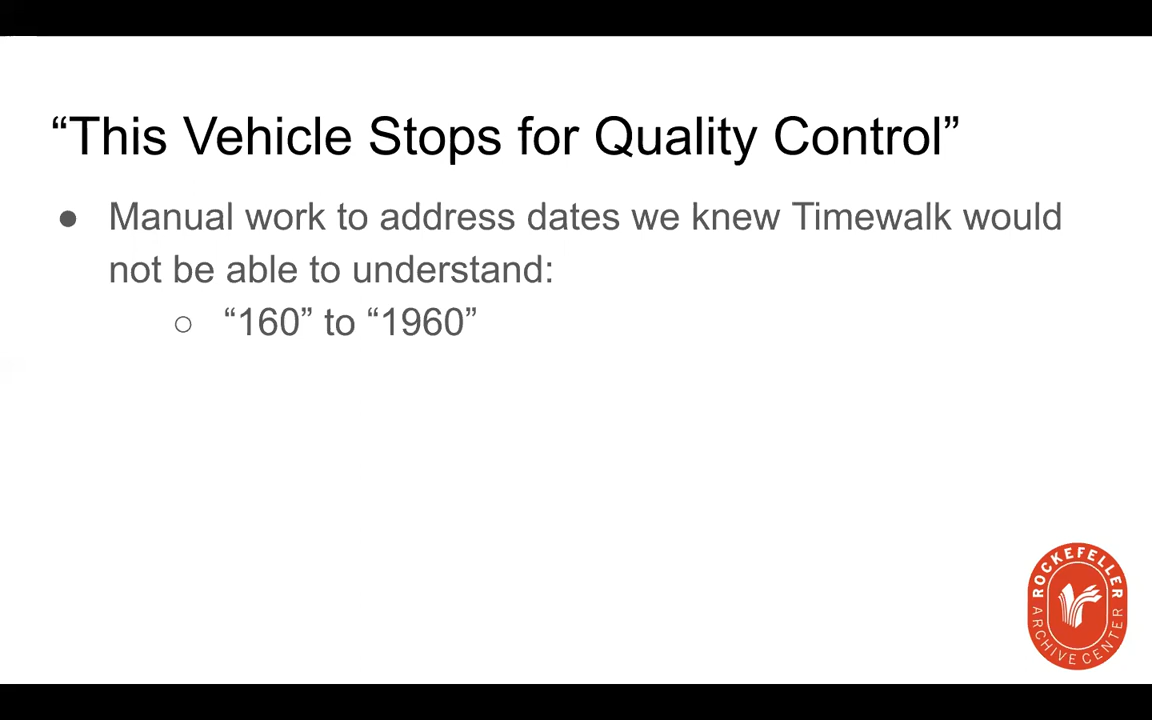 “This Vehicle Stops for Quality Control”
● Manual work to address dates we knew Timewalk would
not be able to understand:
○ “160” to “1960”
ROCKEFELLER
ARCHIVE CENTER